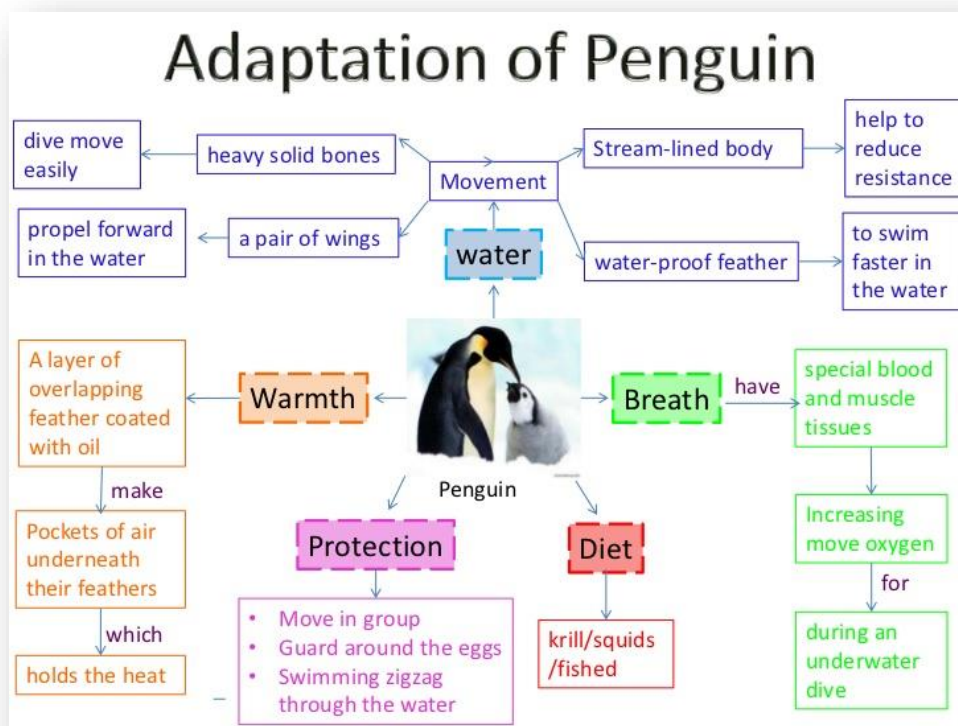 Adaptation of Penguin
dive move
easily
heavy solid bones
Movement
Stream-lined body
help to
reduce
resistance
propel forward
in the water
a pair of wings
water
water-proof feather
to swim
faster in
the water
A layer of
overlapping
feather coated
with oil
Warmth
Breath
have
special blood
and muscle
tissues
make
Penguin
Pockets of air
underneath
their feathers
Protection
Diet
Increasing
move oxygen
which
for
holds the heat
• Move in group
• Guard around the eggs
• Swimming zigzag
through the water
krill/squids
/fished
during an
underwater
dive